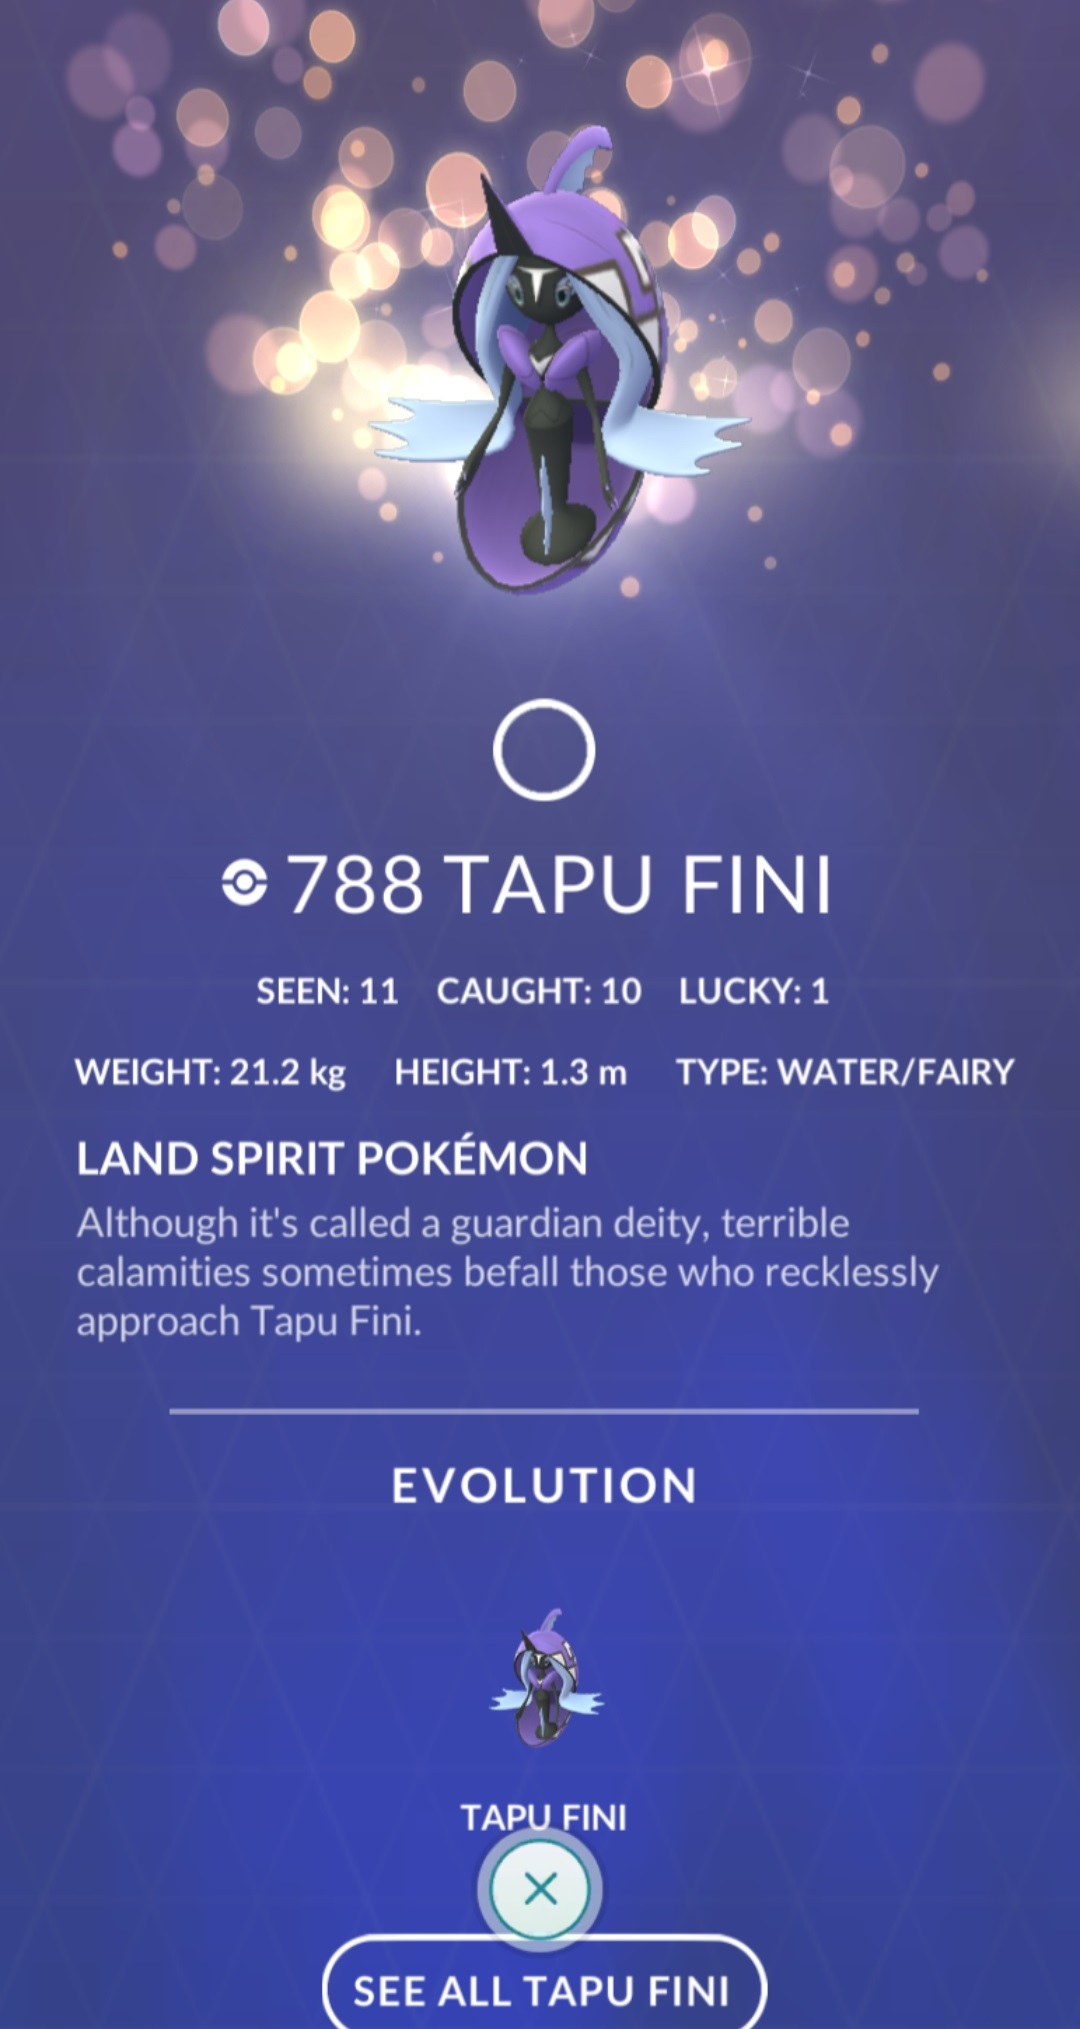 788 TAPU FINI
SEEN: 11 CAUGHT: 10 LUCKY: 1
WEIGHT: 21.2 kg HEIGHT: 1.3 m TYPE: WATER/FAIRY
LAND SPIRIT POKÉMON
Although it's called a guardian deity, terrible
calamities sometimes befall those who recklessly
approach Tapu Fini.
EVOLUTION
TAPU FINI
SEE ALL TAPU FINI